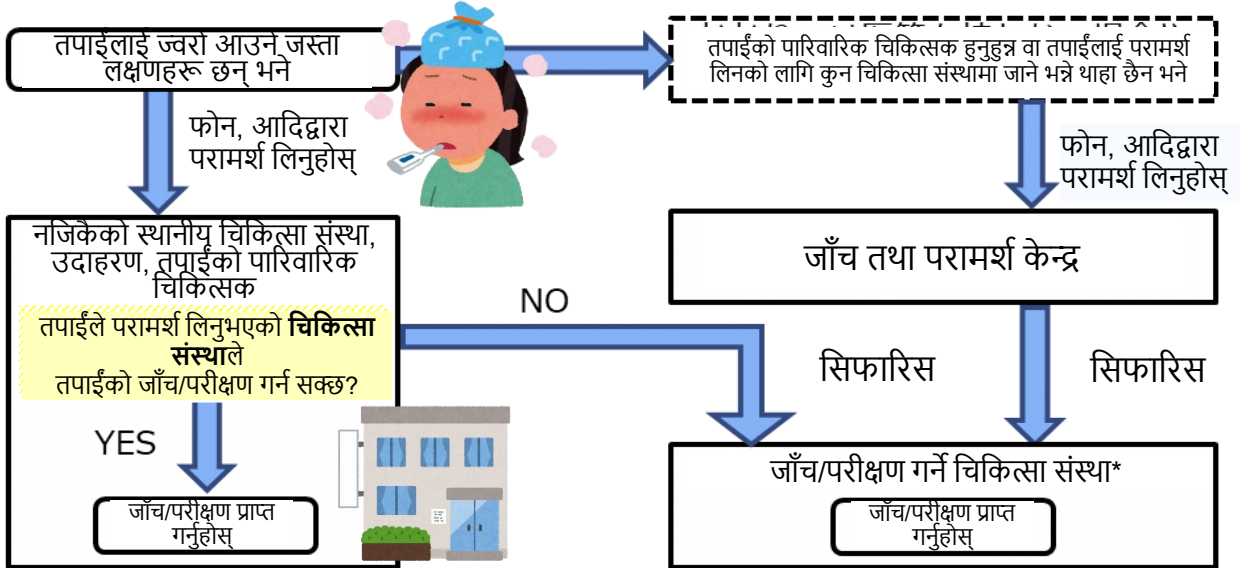 तपाईंलाई ज्वरो आउने जस्ता
लक्षणहरू छन् भने
तपाईंको पारिवारिक चिकित्सक हुनुहुन्न वा तपाईंलाई परामर्श
लिनको लागि कुन चिकित्सा संस्थामा जाने भन्ने थाहा छैन भने
फोन, आदिद्वारा
परामर्श लिनुहोस्
फोन, आदिद्वारा
परामर्श लिनुहोस्
नजिकैको स्थानीय चिकित्सा संस्था,
उदाहरण, तपाईंको पारिवारिक
चिकित्सक
तपाईंले परामर्श लिनुभएको चिकित्सा
संस्थाले
तपाईंको जाँच/परीक्षण गर्न सक्छ?
YES
जाँच/परीक्षण प्राप्त
गर्नुहोस्
NO
जाँच तथा परामर्श केन्द्र
सिफारिस
सिफारिस
जाँच/परीक्षण गर्ने चिकित्सा संस्था*
जाँच/परीक्षण प्राप्त
गर्नुहोस्